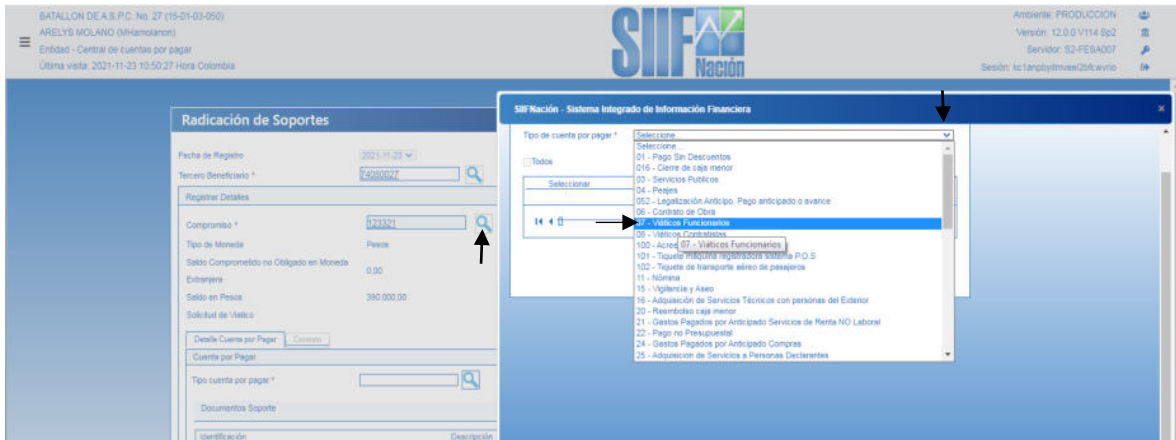 BATALLON DE A.S.P.C. No. 27 (15-01-03-050)
ARELYS MOLANO (MHamolanon)
Entidad - Central de cuentas por pagar
Última visita: 2021-11-23 10:50:27 Hora Colombia
SIIF
Nación
Ambiente: PRODUCCION
Versión: 12.0.0 V114 Sp2
Servidor: S2-FESA007
Sesión:
Radicación de Soportes
Fecha de Registro 2021-11-23
Tercero Beneficiario * 74080027
Registrar Detalles
Compromiso * 123321
Tipo de Moneda Pesos
Saldo Comprometido no Obligado en Moneda
Extranjera 0,00
Saldo en Pesos 390.000,00
Solicitud de Viatico
Detalle Cuenta por Pagar Contrato
Cuenta por Pagar
Tipo cuenta por pagar *
Documentos Soporte
Identificación Descripción
SIIFNación - Sistema Integrado de Información Financiera
Tipo de cuenta por pagar * Seleccione...
Todos
Seleccionar
Seleccione...
01 - Pago Sin Descuentos
016 - Cierre de caja menor
03 - Servicios Publicos
04 - Peajes
052 - Legalización Anticipo, Pago anticipado o avance
06 - Contrato de Obra
07 - Viáticos Funcionarios
08 - Viáticos Contratistas
100 - Acree
07 - Viáticos Funcionarios
101 - Tiquete máquina registradora sistema P.O.S
102 - Tiquete de transporte aéreo de pasajeros
11 - Nómina
15 - Vigilancia y Aseo
16 - Adquisición de Servicios Técnicos con personas del Exterior
20 - Reembolso caja menor
21 - Gastos Pagados por Anticipado Servicios de Renta NO Laboral
22 - Pago no Presupuestal
24 - Gastos Pagados por Anticipado Compras
25 - Adquisicion de Servicios a Personas Declarantes